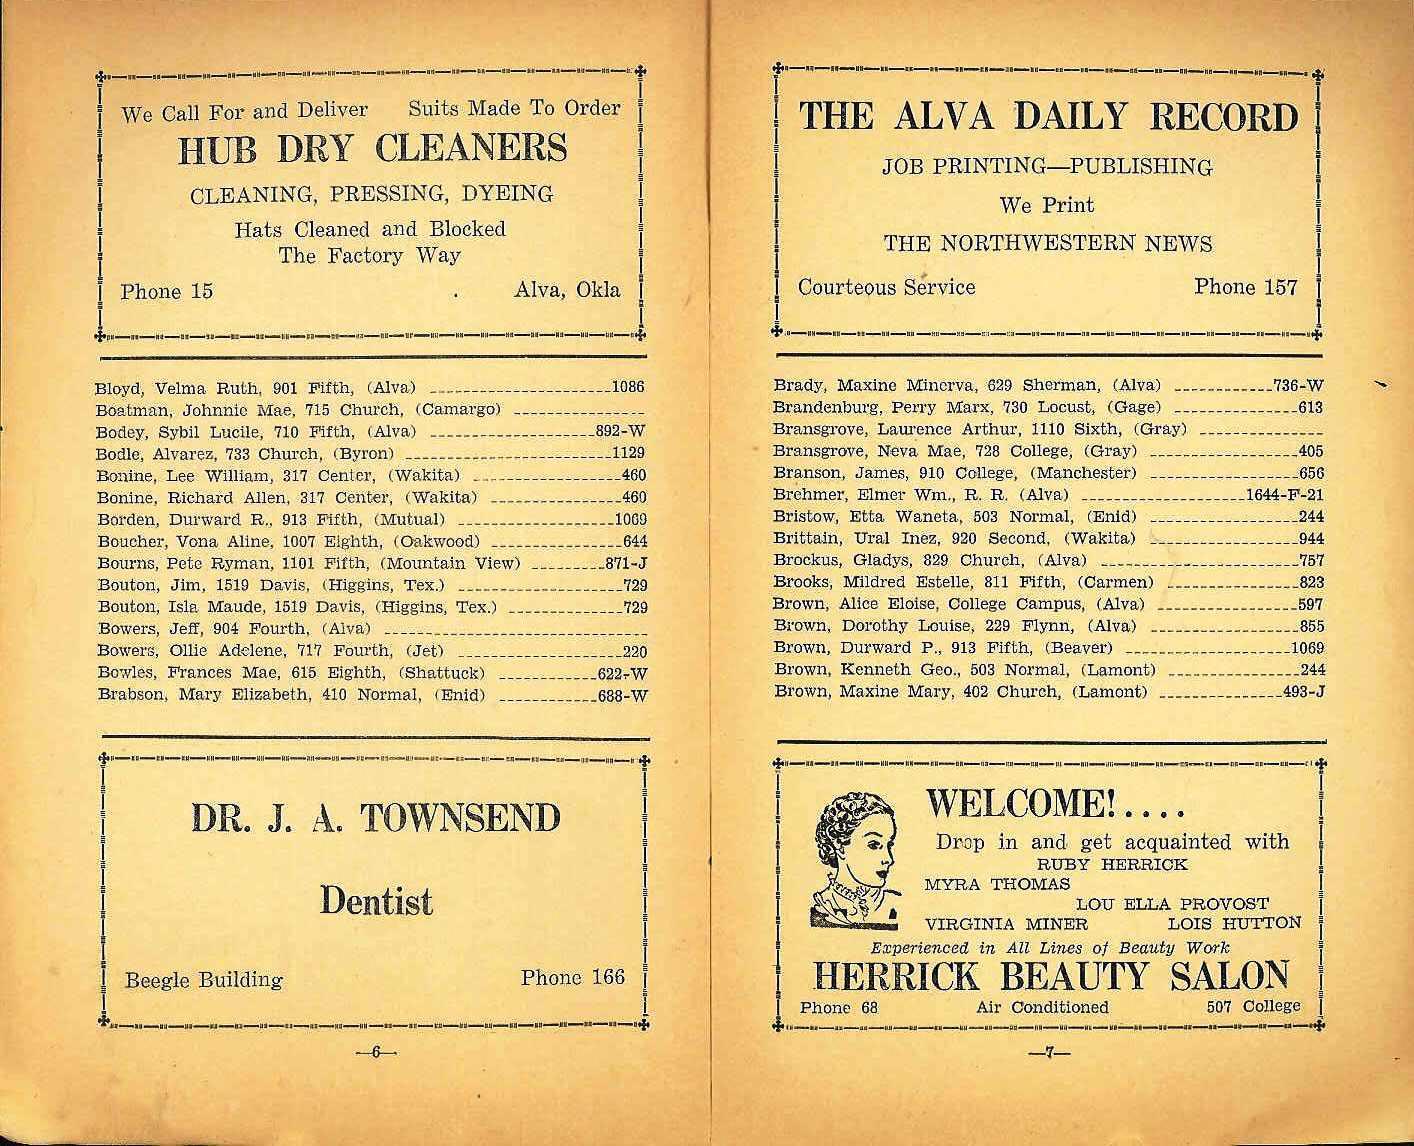 We Call For and Deliver Suits Made To Order
HUB DRY CLEANERS
CLEANING, PRESSING, DYEING
Hats Cleaned and Blocked
The Factory Way
Phone 15 Alva, Okla
Bloyd, Velma Ruth, 901 Fifth, (Alva) 1086
Boatman, Johnnie Mae, 715 Church, (Camargo)
Bodey, Sybil Lucile, 710 Fifth, (Alva) 892-W
Bodle, Alvarez, 733 Church, (Byron) 1129
Bonine, Lee William, 317 Center, (Wakita) 460
Bonine, Richard Allen, 317 Center, (Wakita) 460
Borden, Durward R., 913 Fifth, (Mutual) 1069
Boucher, Vona Aline, 1007 Eighth, (Oakwood) 644
Bourns, Pete Ryman, 1101 Fifth, (Mountain View) 871-J
Bouton, Jim, 1519 Davis, (Higgins, Tex.) 729
Bouton, Isla Maude, 1519 Davis, (Higgins, Tex.) 729
Bowers, Jeff, 904 Fourth, (Alva)
Bowers, Ollie Adelene, 717 Fourth, (Jet) 220
Bowles, Frances Mae, 615 Eighth, (Shattuck) 622-W
Brabson, Mary Elizabeth, 410 Normal, (Enid) 688-W
DR. J. A. TOWNSEND
Dentist
Beegle Building Phone 166
—6—
THE ALVA DAILY RECORD
JOB PRINTING—PUBLISHING
We Print
THE NORTHWESTERN NEWS
Courteous Service Phone 157
Brady, Maxine Minerva, 629 Sherman, (Alva) 736-W
Brandenburg, Perry Marx, 730 Locust, (Gage) 613
Bransgrove, Laurence Arthur, 1110 Sixth, (Gray)
Bransgrove, Neva Mae, 728 College, (Gray) 405
Branson, James, 910 College, (Manchester) 656
Brehmer, Elmer Wm., R. R. (Alva) 1644-F-21
Bristow, Etta Waneta, 503 Normal, (Enid) 244
Brittain, Ural Inez, 920 Second, (Wakita) 944
Brockus, Gladys, 829 Church, (Alva) 757
Brooks, Mildred Estelle, 811 Fifth, (Carmen) 823
Brown, Alice Eloise, College Campus, (Alva) 597
Brown, Dorothy Louise, 229 Flynn, (Alva) 855
Brown, Durward P., 913 Fifth, (Beaver) 1069
Brown, Kenneth Geo., 503 Normal, (Lamont) 244
Brown, Maxine Mary, 402 Church, (Lamont) 493-J
WELCOME!....
Drop in and get acquainted with
RUBY HERRICK
MYRA THOMAS
LOU ELLA PROVOST
VIRGINIA MINER LOIS HUTTON
Experienced in All Lines of Beauty Work
HERRICK BEAUTY SALON
Phone 68 Air Conditioned 507 College
—7—